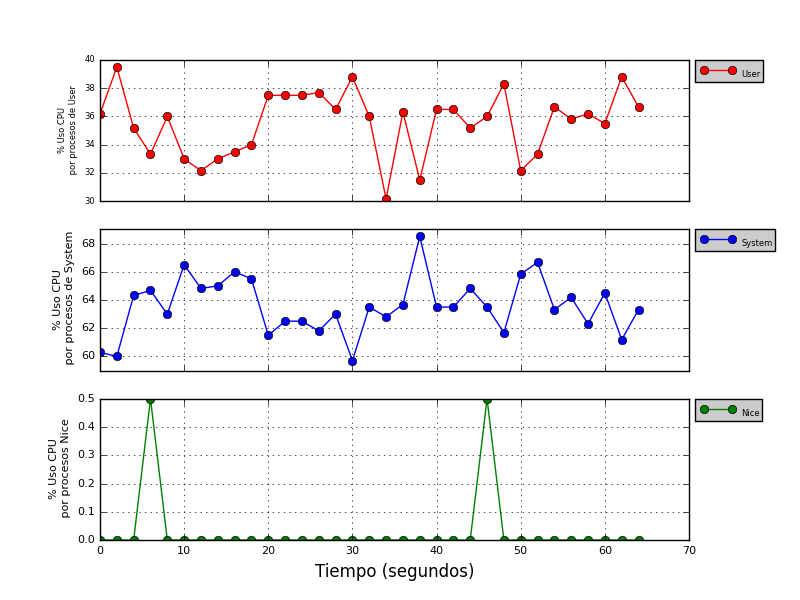 40
38
36
34
32
30
% Uso CPU
por procesos de User
User
68
66
64
62
60
% Uso CPU
por procesos de System
System
0.5
0.4
0.3
0.2
0.1
0.0
% Uso CPU
por procesos Nice
Nice
0 10 20 30 40 50 60 70
Tiempo (segundos)